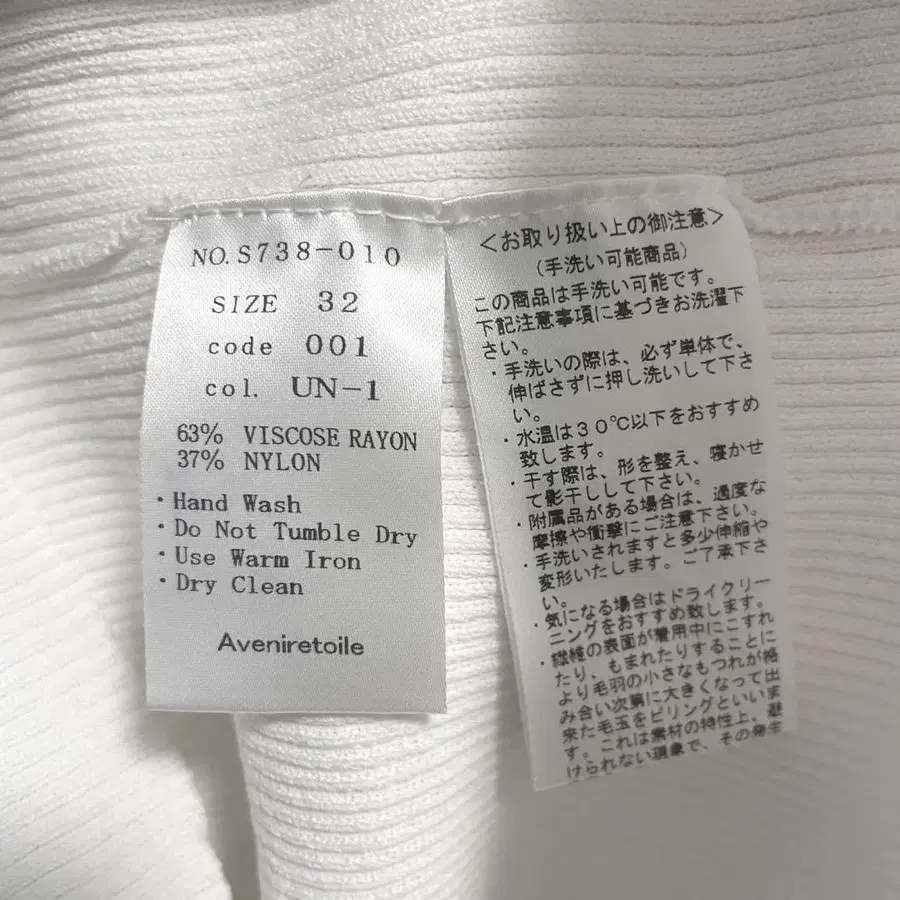 NO. S738-010
SIZE 32
code 001
col. UN-1
63% VISCOSE RAYON
37% NYLON
・Hand Wash
・Do Not Tumble Dry
・Use Warm Iron
・Dry Clean
Aveniretoile
＜お取り扱い上の御注意＞
(手洗い可能商品)
この商品は手洗い可能です。
下記注意事項に基づきお洗濯下
さい。
・手洗いの際は、必ず単体で、
伸ばさずに押し洗いして下さ
い。
・水温は３０℃以下をおすすめ
致します。
・干す際は、形を整え、寝かせ
て影干しして下さい。
・附属品がある場合は、過度な
摩擦や衝撃にご注意下さい。
・手洗いされますと多少伸縮や
変形いたします。ご了承下さ
い。
・気になる場合はドライクリー
ニングをおすすめ致します。
・繊維の表面が着用中にこすれ
たり、もまれたりすることに
より毛羽の小さなもつれが絡
み合い次第に大きくなって出
来た毛玉をピリングといいま
す。これは素材の特性上、避
けられない現象で、その発生